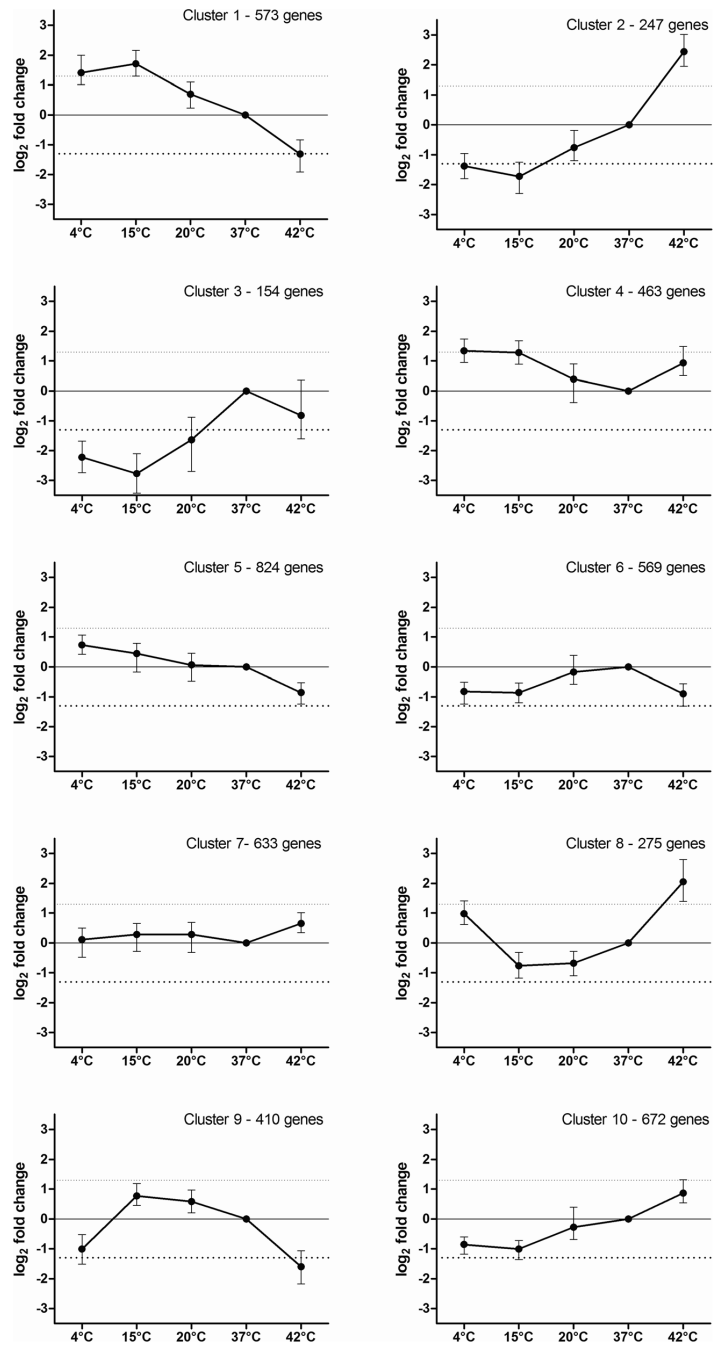 Cluster 1 - 573 genes
log2 fold change
3
2
1
0
-1
-2
-3
4°C 15°C 20°C 37°C 42°C
Cluster 2 - 247 genes
log2 fold change
3
2
1
0
-1
-2
-3
4°C 15°C 20°C 37°C 42°C
Cluster 3 - 154 genes
log2 fold change
3
2
1
0
-1
-2
-3
4°C 15°C 20°C 37°C 42°C
Cluster 4 - 463 genes
log2 fold change
3
2
1
0
-1
-2
-3
4°C 15°C 20°C 37°C 42°C
Cluster 5 - 824 genes
log2 fold change
3
2
1
0
-1
-2
-3
4°C 15°C 20°C 37°C 42°C
Cluster 6 - 569 genes
log2 fold change
3
2
1
0
-1
-2
-3
4°C 15°C 20°C 37°C 42°C
Cluster 7- 633 genes
log2 fold change
3
2
1
0
-1
-2
-3
4°C 15°C 20°C 37°C 42°C
Cluster 8 - 275 genes
log2 fold change
3
2
1
0
-1
-2
-3
4°C 15°C 20°C 37°C 42°C
Cluster 9 - 410 genes
log2 fold change
3
2
1
0
-1
-2
-3
4°C 15°C 20°C 37°C 42°C
Cluster 10 - 672 genes
log2 fold change
3
2
1
0
-1
-2
-3
4°C 15°C 20°C 37°C 42°C